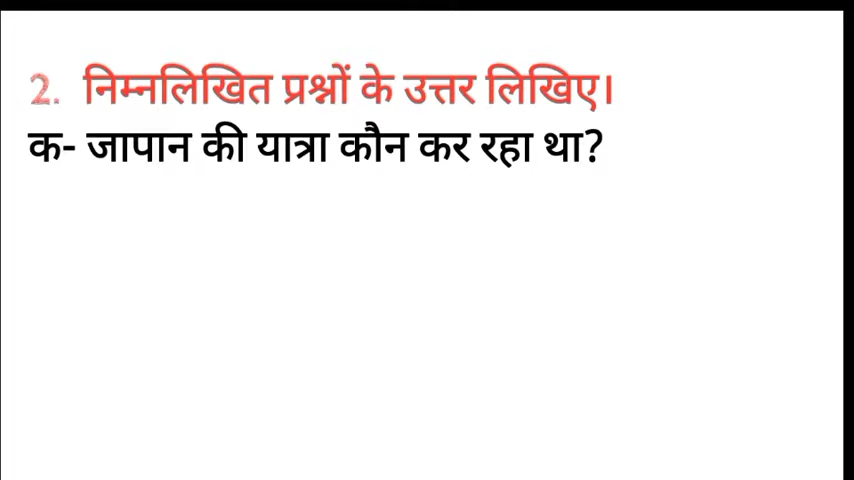 2. निम्नलिखित प्रश्नों के उत्तर लिखिए।
क- जापान की यात्रा कौन कर रहा था?